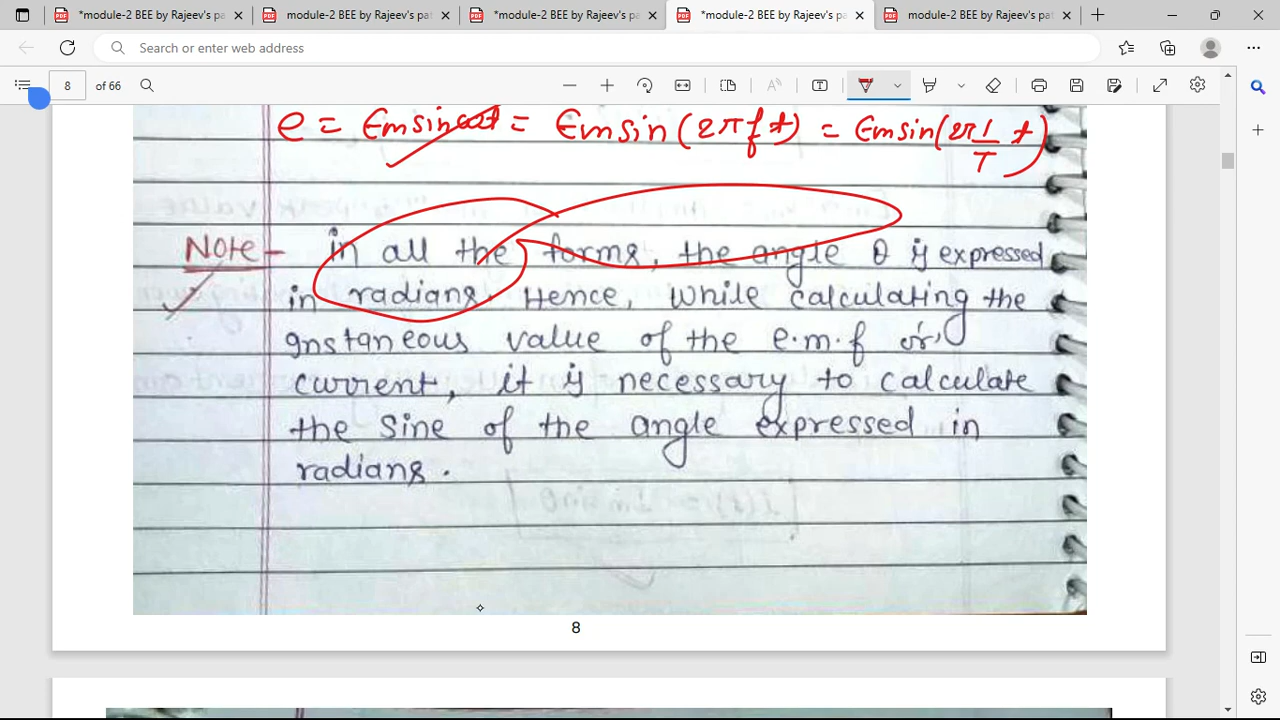 *module-2 BEE by Rajeev's pa
module-2 BEE by Rajeev's pat
*module-2 BEE by Rajeev's pa
*module-2 BEE by Rajeev's pa
module-2 BEE by Rajeev's pat
Search or enter web address
8 of 66
e = Emsinωt = Emsin(2πft) = Emsin(2π1/T t)
Note - In all the forms, the angle θ is expressed
in radians. Hence, while calculating the
Instaneous value of the e.m.f or,
current, it is necessary to calculate
the sine of the angle expressed in
radians.
8